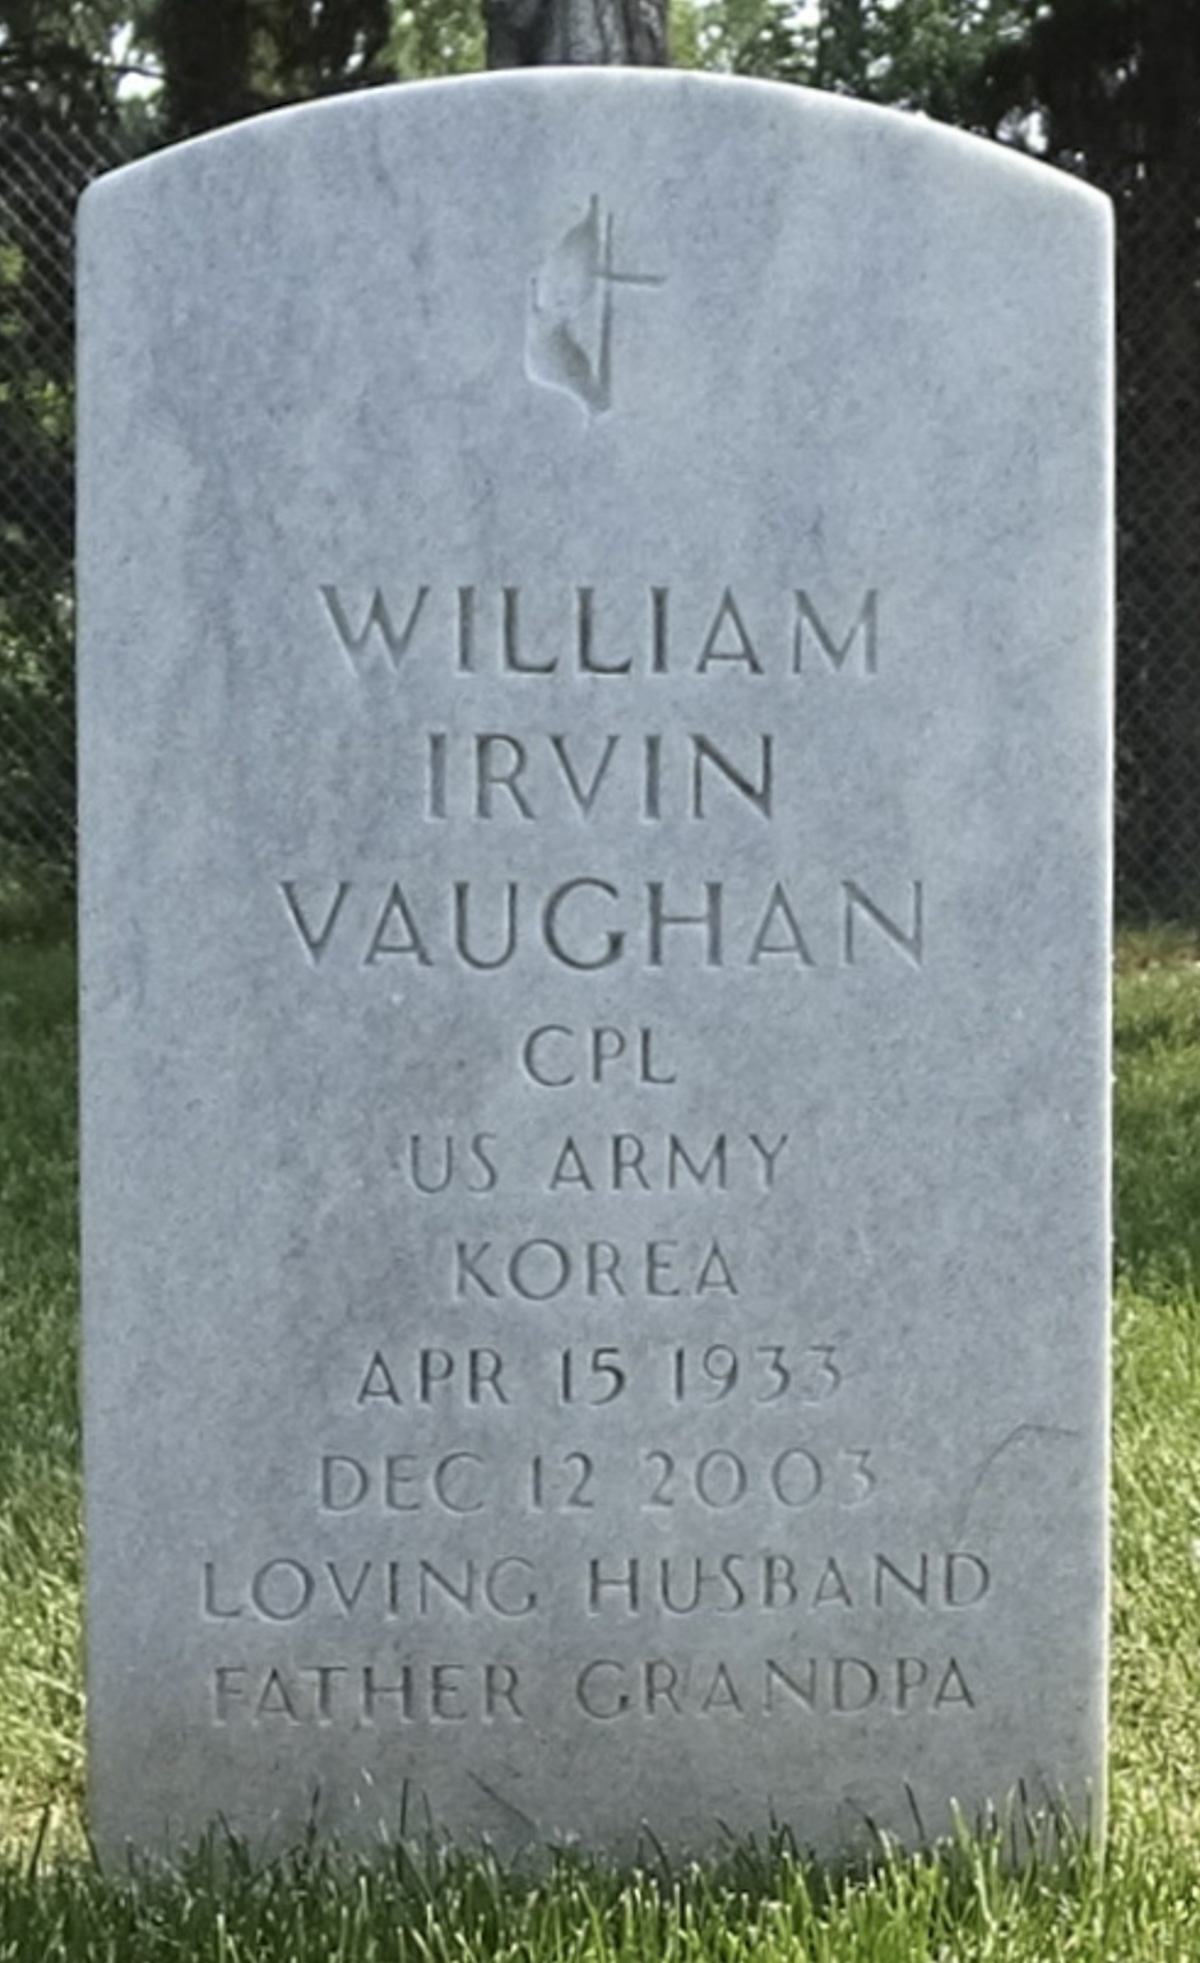 WILLIAM
IRVIN
VAUGHAN
CPL
US ARMY
KOREA
APR 15 1933
DEC 12 2003
LOVING HUSBAND
FATHER GRANDPA